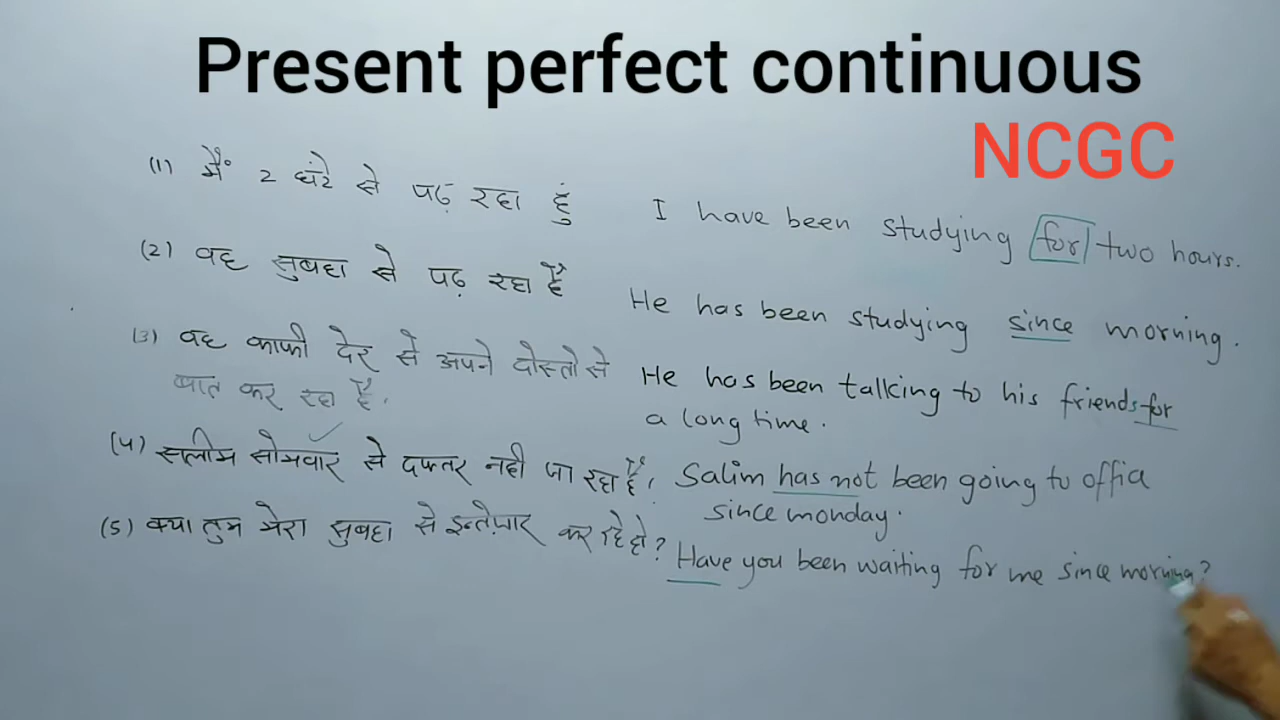 Present perfect continuous
NCGC
(1) मैं 2 घंटे से पढ़ रहा हुं I have been studying for two hours.
(2) वह सुबहा से पढ़ रहा है He has been studying since morning.
(3) वह काफी देर से अपने दोस्तो से He has been talking to his friends for
बात कर रहा है. a long time.
(4) सलीम सोमवार से दफ्तर नही जा रहा है. Salim has not been going to offic
since monday.
(5) क्या तुम मेरा सुबहा से इन्तेज़ार कर रहे हो? Have you been waiting for me since morning?